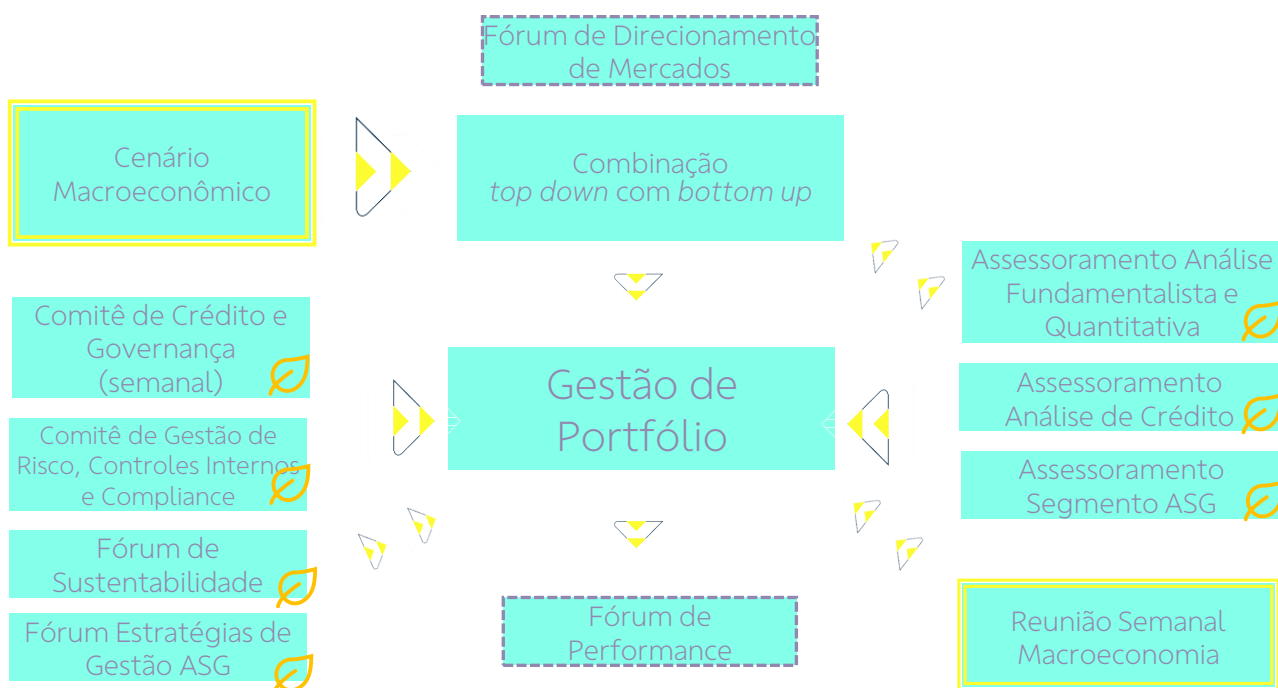 Fórum de Direcionamento
de Mercados
Cenário
Macroeconômico
Combinação
top down com bottom up
Assessoramento Análise
Fundamentalista e
Quantitativa
Comitê de Crédito e
Governança
(semanal)
Gestão de
Portfólio
Assessoramento
Análise de Crédito
Comitê de Gestão de
Risco, Controles Internos
e Compliance
Assessoramento
Segmento ASG
Fórum de
Sustentabilidade
Fórum de
Performance
Reunião Semanal
Macroeconomia
Fórum Estratégias de
Gestão ASG